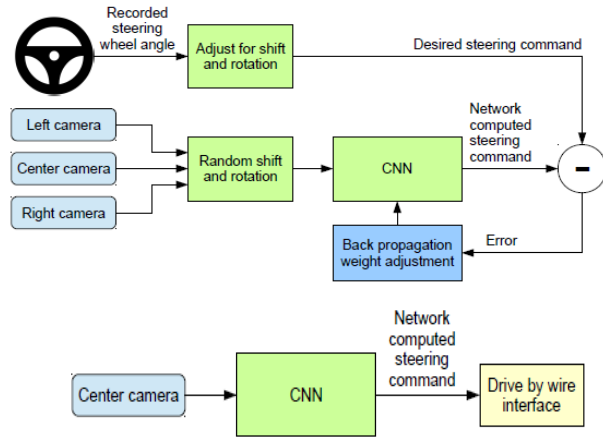 Recorded
steering
wheel angle
Adjust for shift
and rotation
Desired steering command
Left camera
Center camera
Right camera
Random shift
and rotation
CNN
Network
computed
steering
command
-
Back propagation
weight adjustment
Error
Center camera
CNN
Network
computed
steering
command
Drive by wire
interface